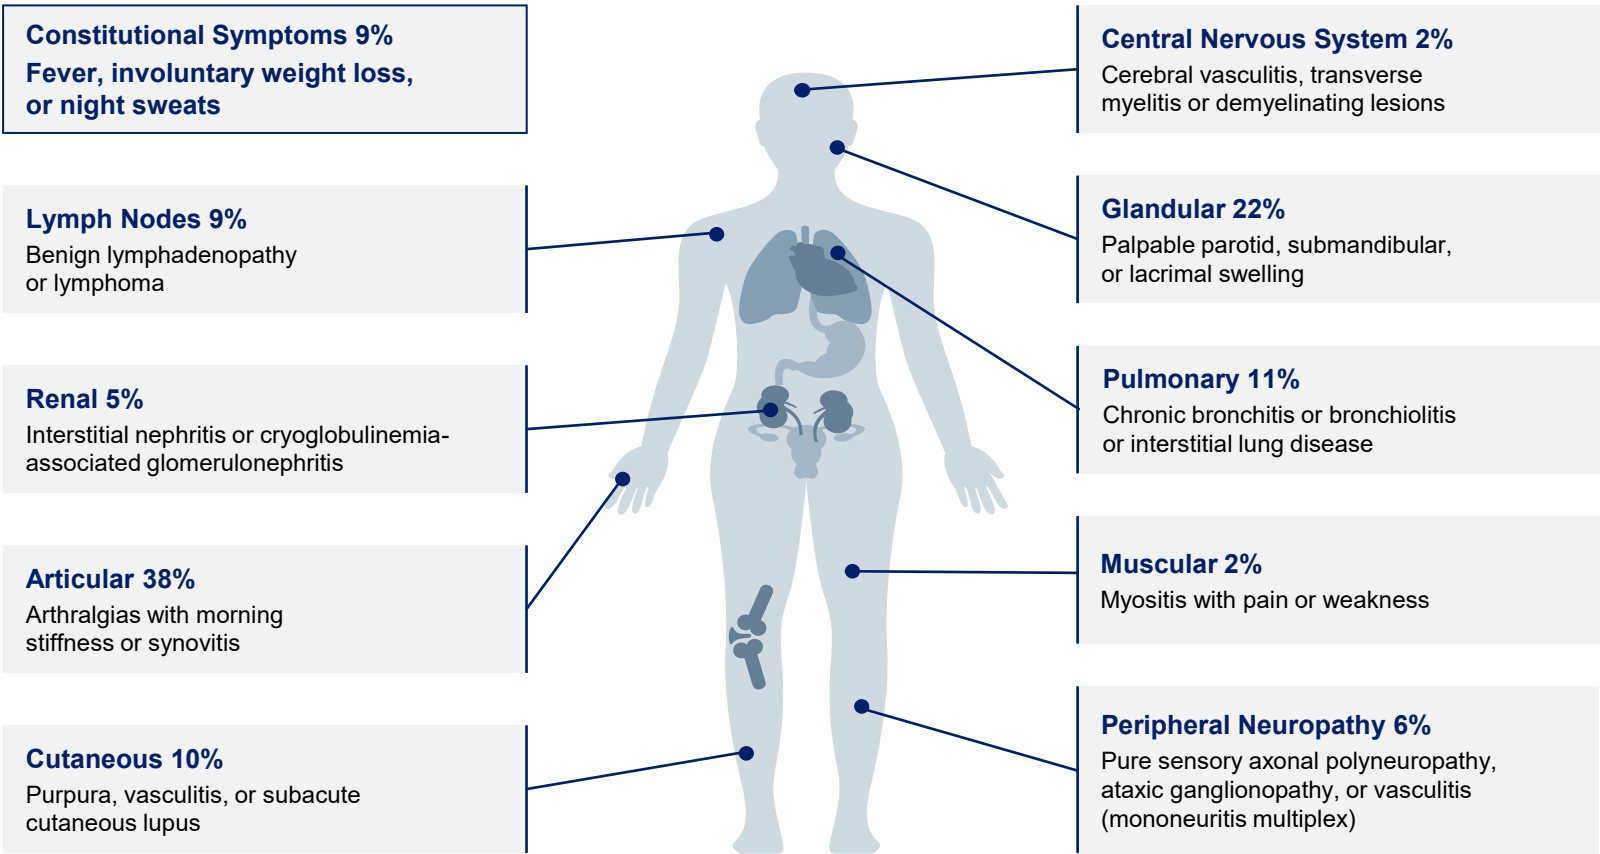 Constitutional Symptoms 9%
Fever, involuntary weight loss,
or night sweats
Lymph Nodes 9%
Benign lymphadenopathy
or lymphoma
Renal 5%
Interstitial nephritis or cryoglobulinemia-
associated glomerulonephritis
Articular 38%
Arthralgias with morning
stiffness or synovitis
Cutaneous 10%
Purpura, vasculitis, or subacute
cutaneous lupus
Central Nervous System 2%
Cerebral vasculitis, transverse
myelitis or demyelinating lesions
Glandular 22%
Palpable parotid, submandibular,
or lacrimal swelling
Pulmonary 11%
Chronic bronchitis or bronchiolitis
or interstitial lung disease
Muscular 2%
Myositis with pain or weakness
Peripheral Neuropathy 6%
Pure sensory axonal polyneuropathy,
ataxic ganglionopathy, or vasculitis
(mononeuritis multiplex)